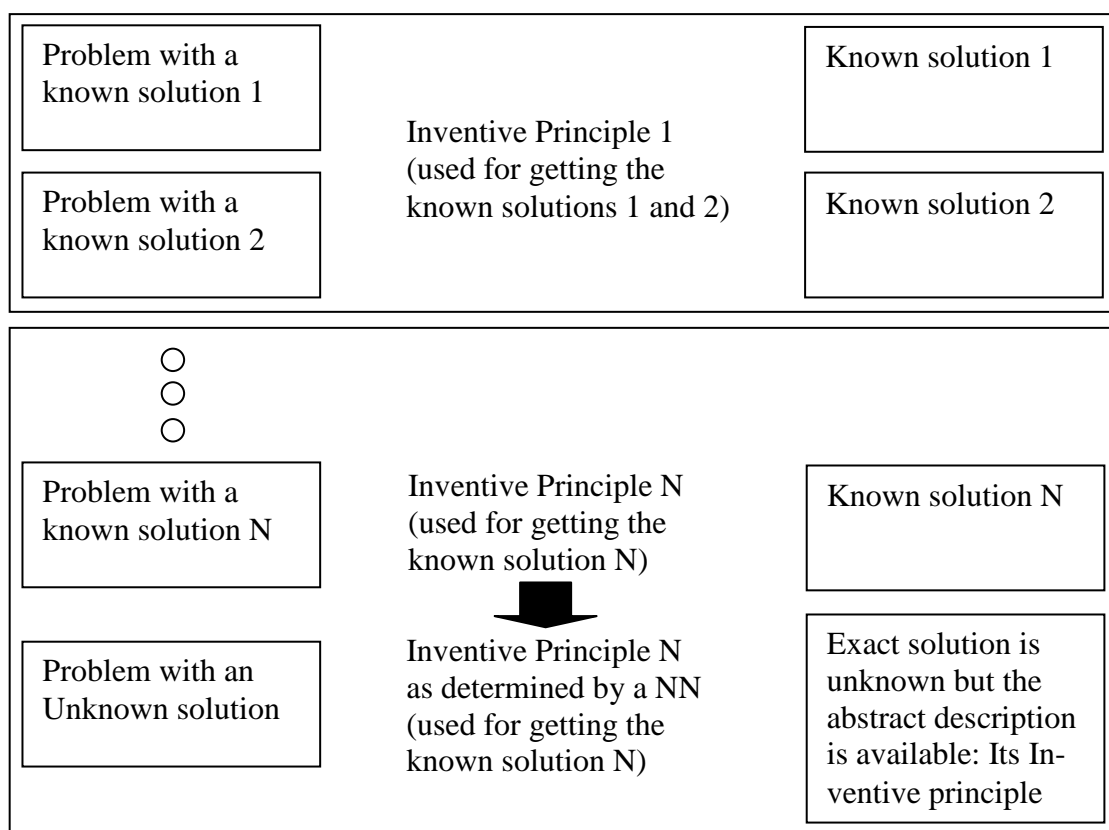 Problem with a
known solution 1
Inventive Principle 1
(used for getting the
known solutions 1 and 2)
Known solution 1
Problem with a
known solution 2
Known solution 2
Problem with a
known solution N
Inventive Principle N
(used for getting the
known solution N)
Known solution N
Problem with an
Unknown solution
Inventive Principle N
as determined by a NN
(used for getting the
known solution N)
Exact solution is
unknown but the
abstract description
is available: Its In-
ventive principle